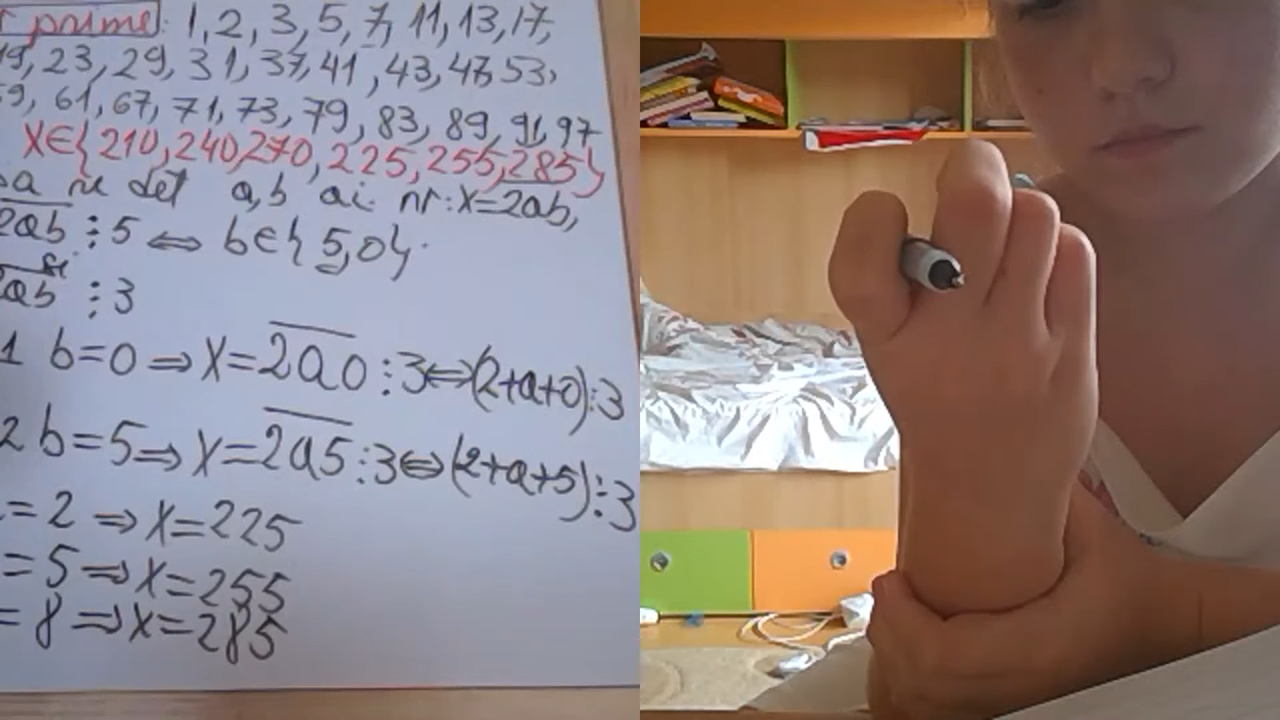 r prime: 1, 2, 3, 5, 7, 11, 13, 17,
19, 23, 29, 31, 37, 41, 43, 47, 53,
59, 61, 67, 71, 73, 79, 83, 89, 91, 97
x∈{210, 240, 270, 225, 255, 285}
să se det a, b aî. nr: x=2ab,
2ab ⋮ 5 ⇔ b∈{5,0}.
și
2ab ⋮ 3
1 b=0 ⇒ x=2a0 ⋮ 3⇔(2+a+0)⋮3
2 b=5 ⇒ x=2a5 ⋮ 3⇔(2+a+5)⋮3
=2 ⇒ x=225
=5 ⇒ x=255
=8 ⇒ x=285